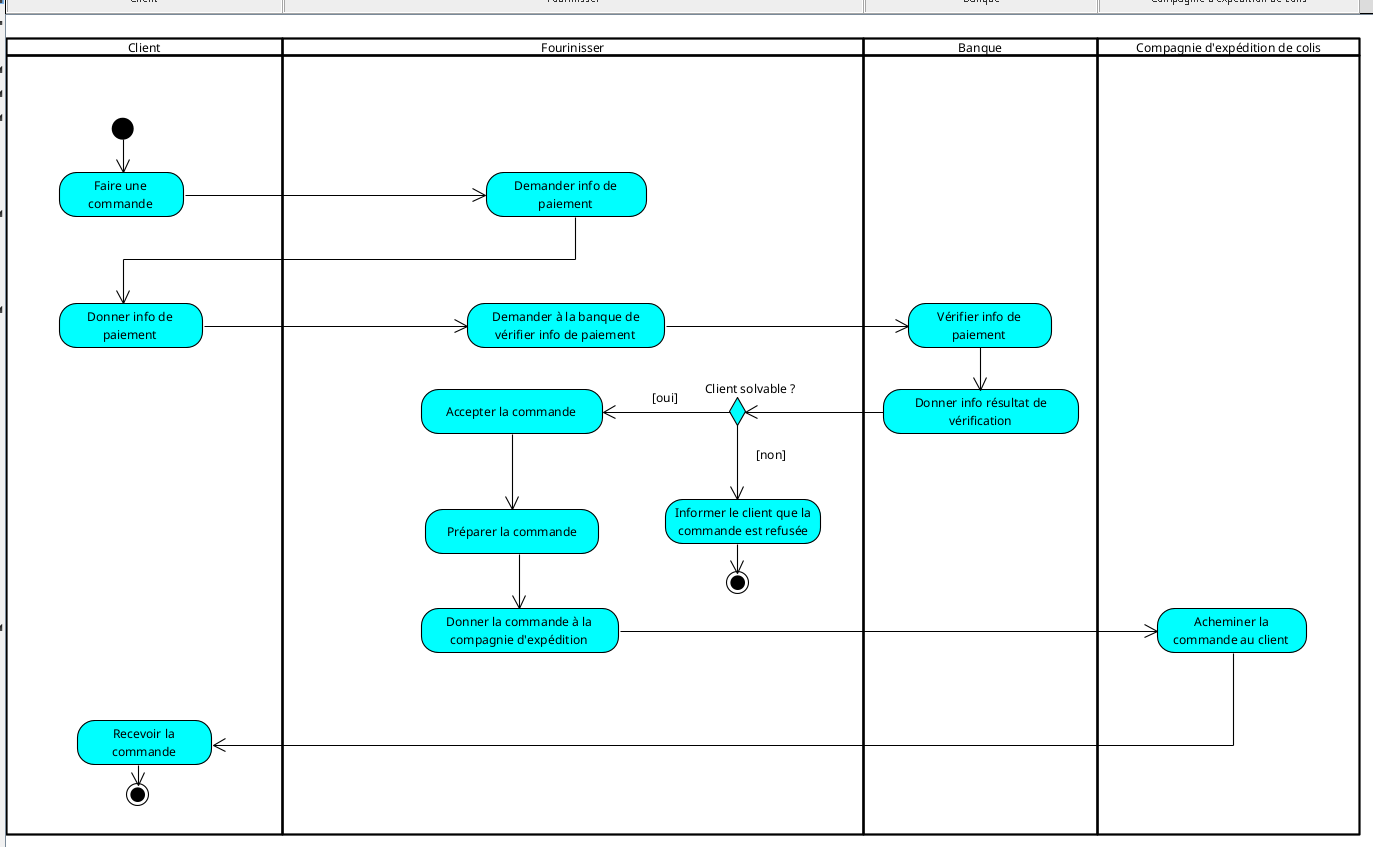 Client
Fourinisser
Banque
Compagnie d'expédition de colis
Faire une
commande
Demander info de
paiement
Donner info de
paiement
Demander à la banque de
vérifier info de paiement
Vérifier info de
paiement
Client solvable ?
[oui]
Accepter la commande
Donner info résultat de
vérification
[non]
Préparer la commande
Informer le client que la
commande est refusée
Donner la commande à la
compagnie d'expédition
Acheminer la
commande au client
Recevoir la
commande